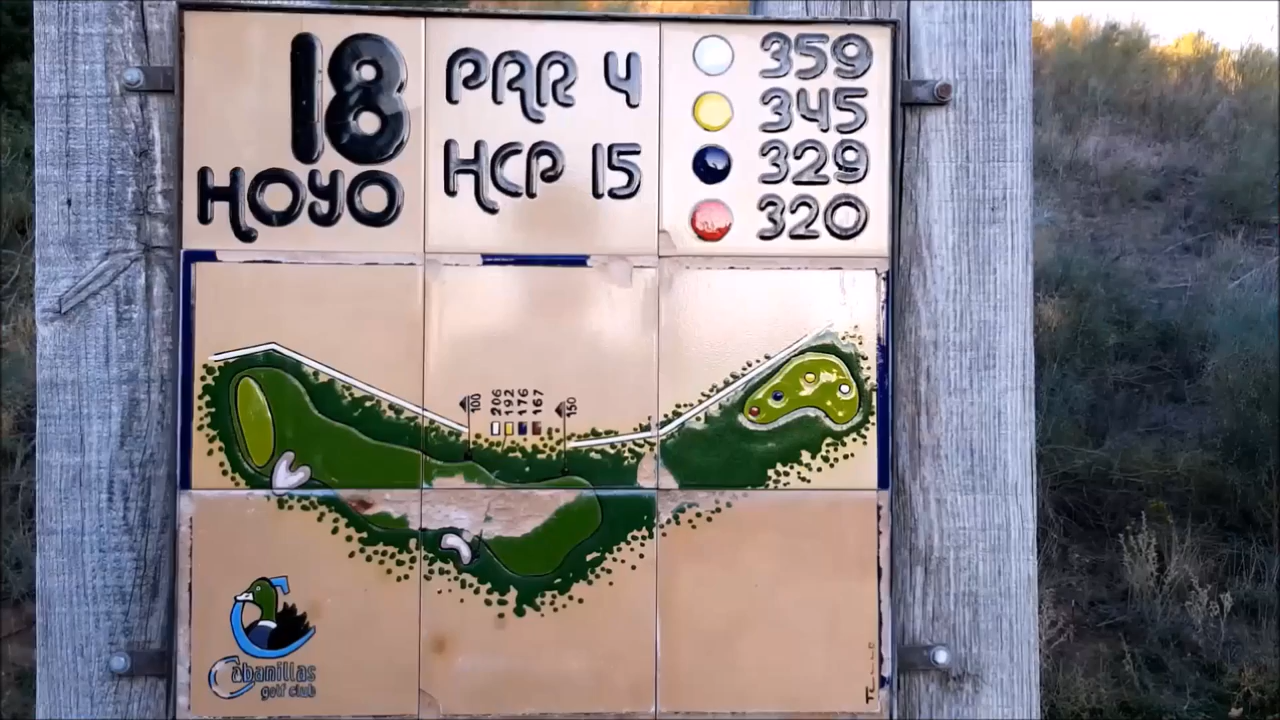 18
HOYO
PAR 4
HCP 15
359
345
329
320
100
206
192
176
167
150
Cabanillas
golf club
TELLO